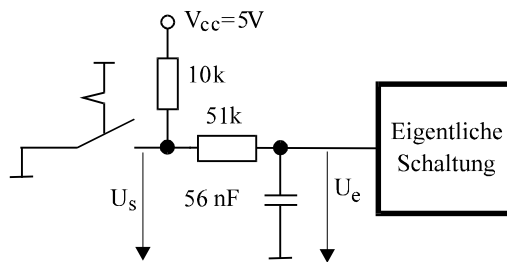 Vcc=5V
10k
51k
Eigentliche
Schaltung
Us
56 nF
Ue